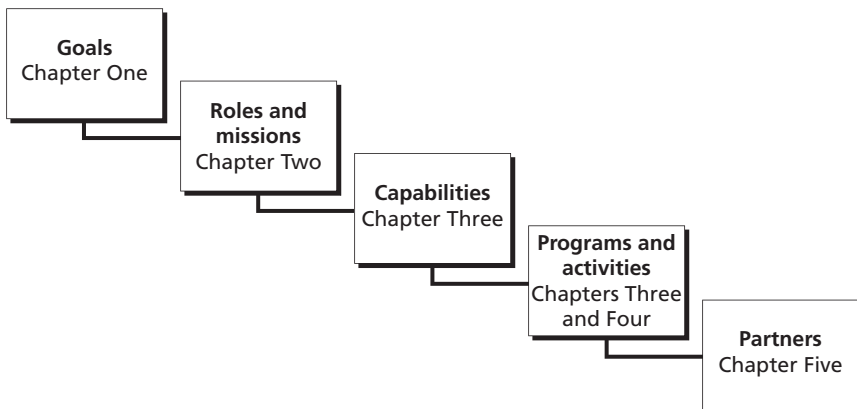 Goals
Chapter One
Roles and
missions
Chapter Two
Capabilities
Chapter Three
Programs and
activities
Chapters Three
and Four
Partners
Chapter Five